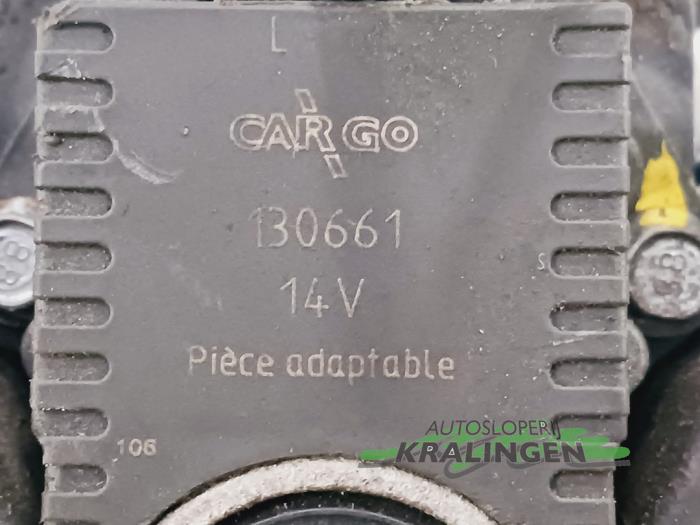 L
CARGO
130661
14V
Pièce adaptable
S
106
AUTOSLOPERIJ
KRALINGEN